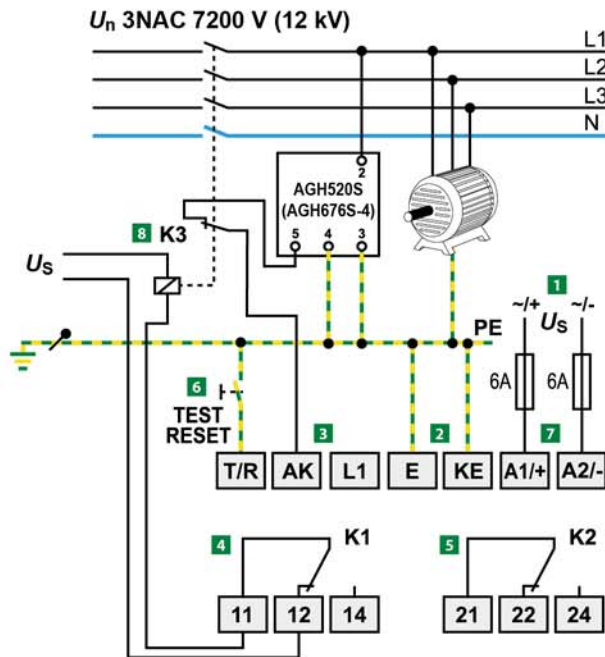 Un 3NAC 7200 V (12 kV)
L1
L2
L3
N
2
AGH520S
(AGH676S-4)
5 4 3
8 K3
US
1
~/+ ~/-
US
PE
6A 6A
6
TEST
RESET
3 2 7
T/R AK L1 E KE A1/+ A2/-
4 K1 5 K2
11 12 14 21 22 24